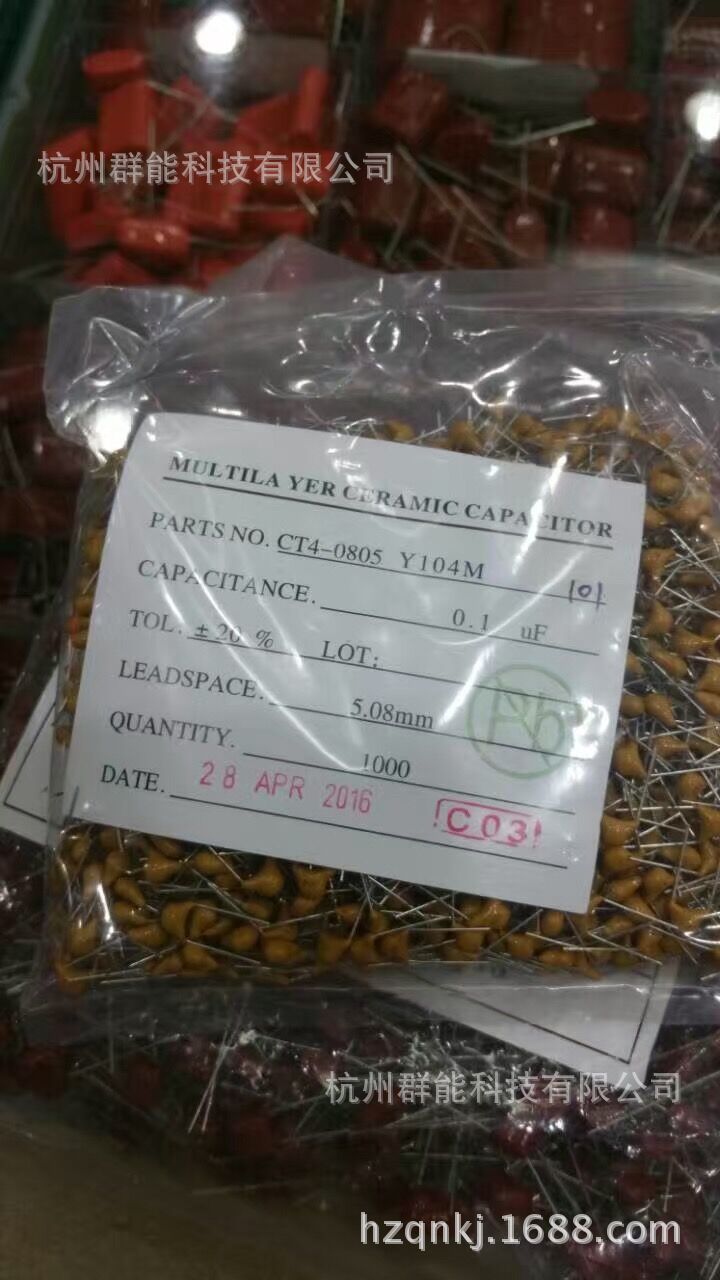 杭州群能科技有限公司
MULTILA YER CERAMIC CAPACITOR
PARTS NO. CT4-0805 Y104M 101
CAPACITANCE. 0.1 uF
TOL. ±20 % LOT:
LEADSPACE. 5.08mm
QUANTITY. 1000
DATE. 28 APR 2016
C03
杭州群能科技有限公司
hzqnkj.1688.com